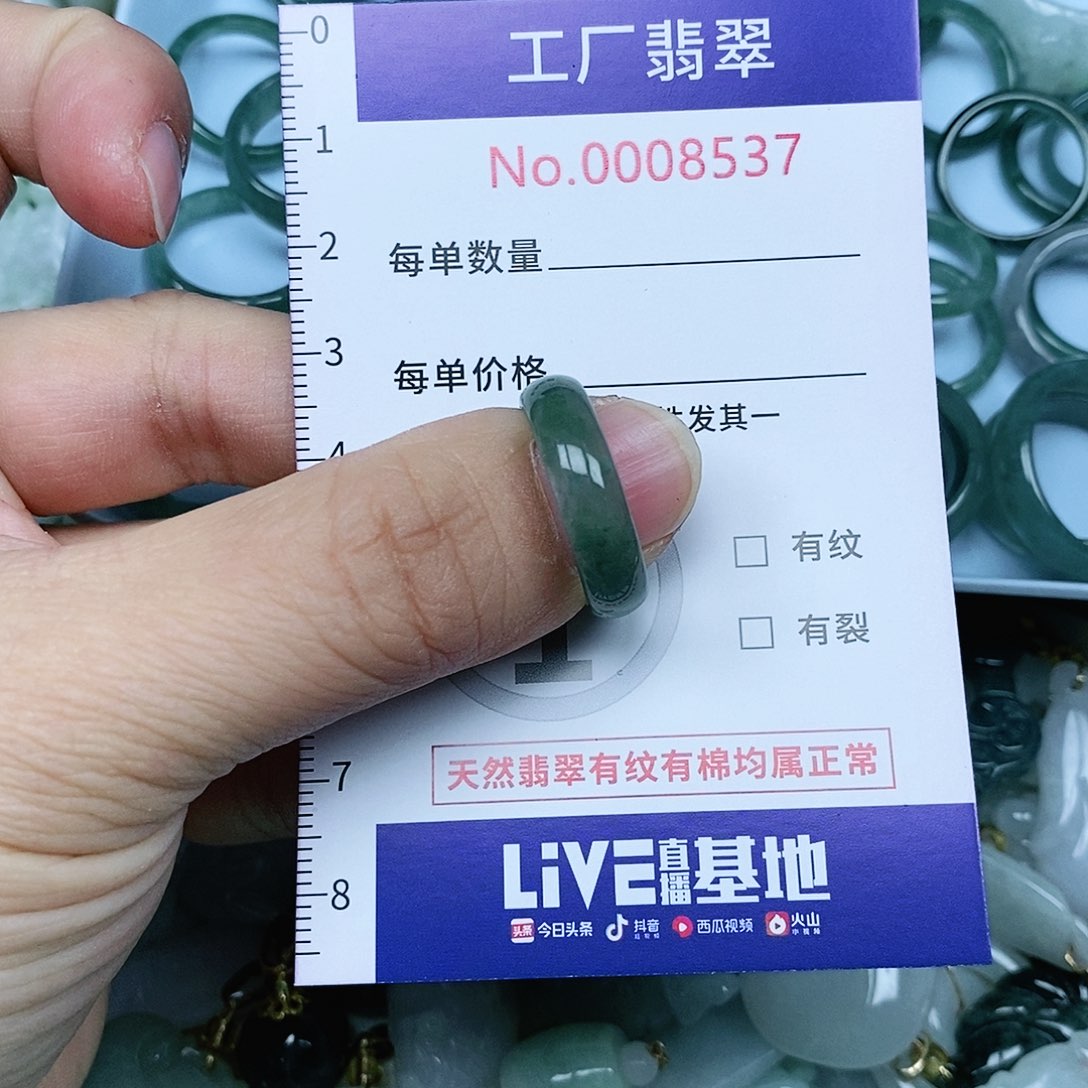 0
工厂翡翠
1
No.0008537
2
每单数量
3
每单价格
发其一
4
有纹
有裂
7
天然翡翠有纹有棉均属正常
8
LiVE直播基地
头条 今日头条 抖音 西瓜视频 火山